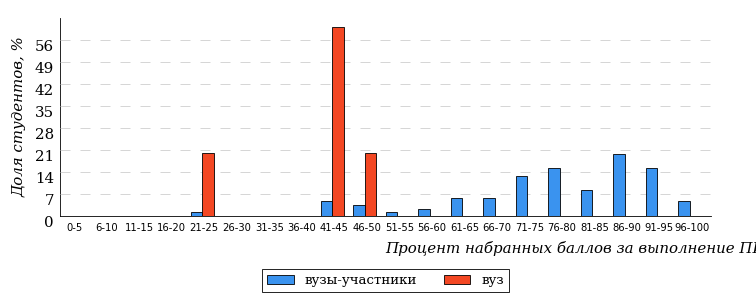 Доля студентов, %
56
49
42
35
28
21
14
7
0
0-5 6-10 11-15 16-20 21-25 26-30 31-35 36-40 41-45 46-50 51-55 56-60 61-65 66-70 71-75 76-80 81-85 86-90 91-95 96-100
Процент набранных баллов за выполнение
вузы-участники вуз